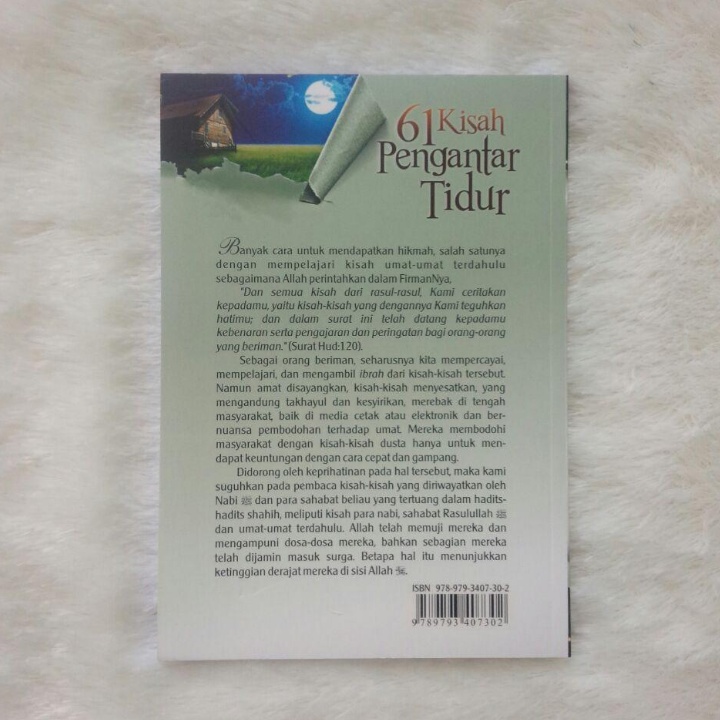 61 Kisah
Pengantar
Tidur
Banyak cara untuk mendapatkan hikmah, salah satunya
dengan mempelajari kisah umat-umat terdahulu
sebagaimana Allah perintahkan dalam FirmanNya,
"Dan semua kisah dari rasul-rasul, Kami ceritakan
kepadamu, yaitu kisah-kisah yang dengannya Kami teguhkan
hatimu; dan dalam surat ini telah datang kepadamu
kebenaran serta pengajaran dan peringatan bagi orang-orang
yang beriman." (Surat Hud:120).
Sebagai orang beriman, seharusnya kita mempercayai,
mempelajari, dan mengambil ibrah dari kisah-kisah tersebut.
Namun amat disayangkan, kisah-kisah menyesatkan, yang
mengandung takhayul dan kesyirikan, merebak di tengah
masyarakat, baik di media cetak atau elektronik dan ber-
nuansa pembodohan terhadap umat. Mereka membodohi
masyarakat dengan kisah-kisah dusta hanya untuk men-
dapat keuntungan dengan cara cepat dan gampang.
Didorong oleh keprihatinan pada hal tersebut, maka kami
suguhkan pada pembaca kisah-kisah yang diriwayatkan oleh
Nabi ﷺ dan para sahabat beliau yang tertuang dalam hadits-
hadits shahih, meliputi kisah para nabi, sahabat Rasulullah ﷺ
dan umat-umat terdahulu. Allah telah memuji mereka dan
mengampuni dosa-dosa mereka, bahkan sebagian mereka
telah dijamin masuk surga. Betapa hal itu menunjukkan
ketinggian derajat mereka di sisi Allah
ISBN 978-979-3407-30-2
9789793407302